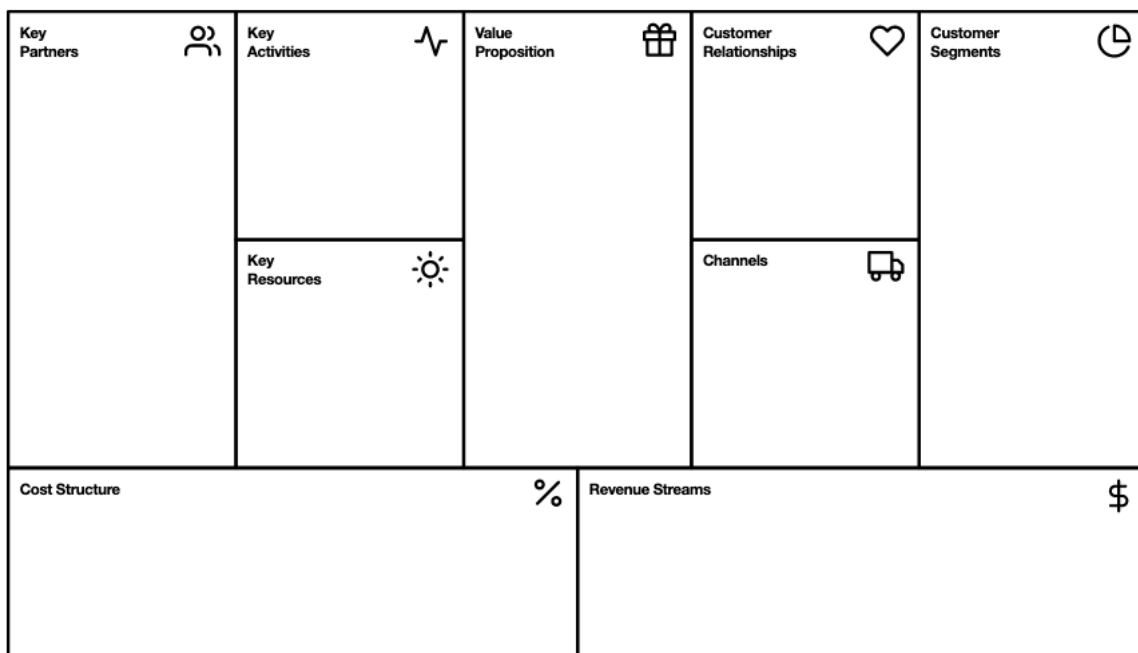 Key
Partners
Key
Activities
Value
Proposition
Customer
Relationships
Customer
Segments
Key
Resources
Channels
Cost Structure
Revenue Streams